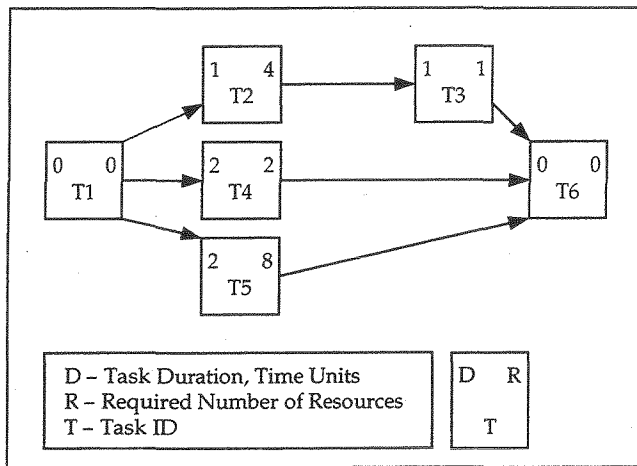 1 4
T2
1 1
T3
0 0
T1
2 2
T4
0 0
T6
2 8
T5
D – Task Duration, Time Units
R – Required Number of Resources
T – Task ID
D R
T